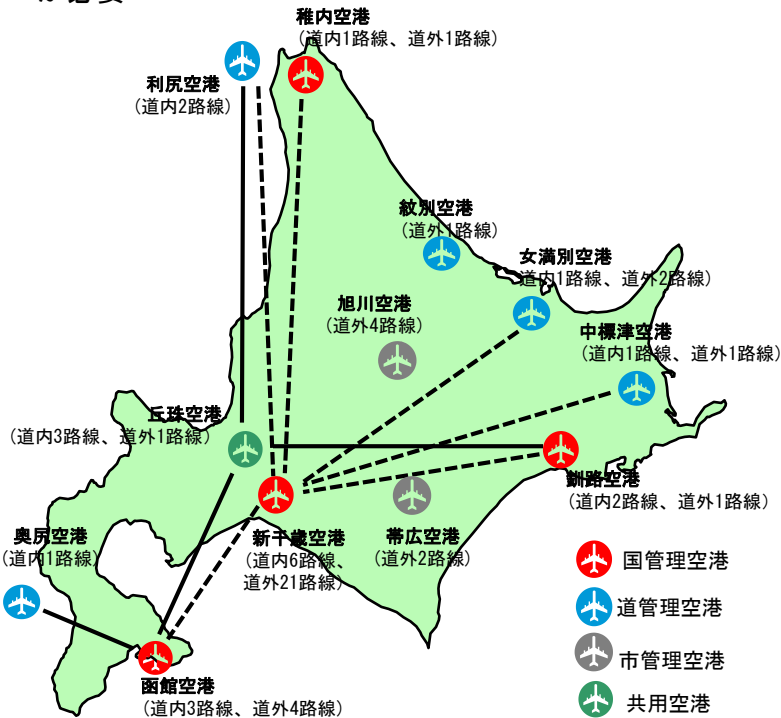 稚内空港
（道内1路線、道外1路線）
利尻空港
（道内2路線）
紋別空港
（道外1路線）
女満別空港
道内1路線、道外2路線）
旭川空港
（道外4路線）
中標津空港
（道内1路線、道外1路線）
丘珠空港
（道内3路線、道外1路線）
釧路空港
（道内2路線、道外1路線）
奥尻空港
（道内1路線）
新千歳空港
（道内6路線、
道外21路線）
帯広空港
（道外2路線）
函館空港
（道内3路線、道外4路線）
国管理空港
道管理空港
市管理空港
共用空港